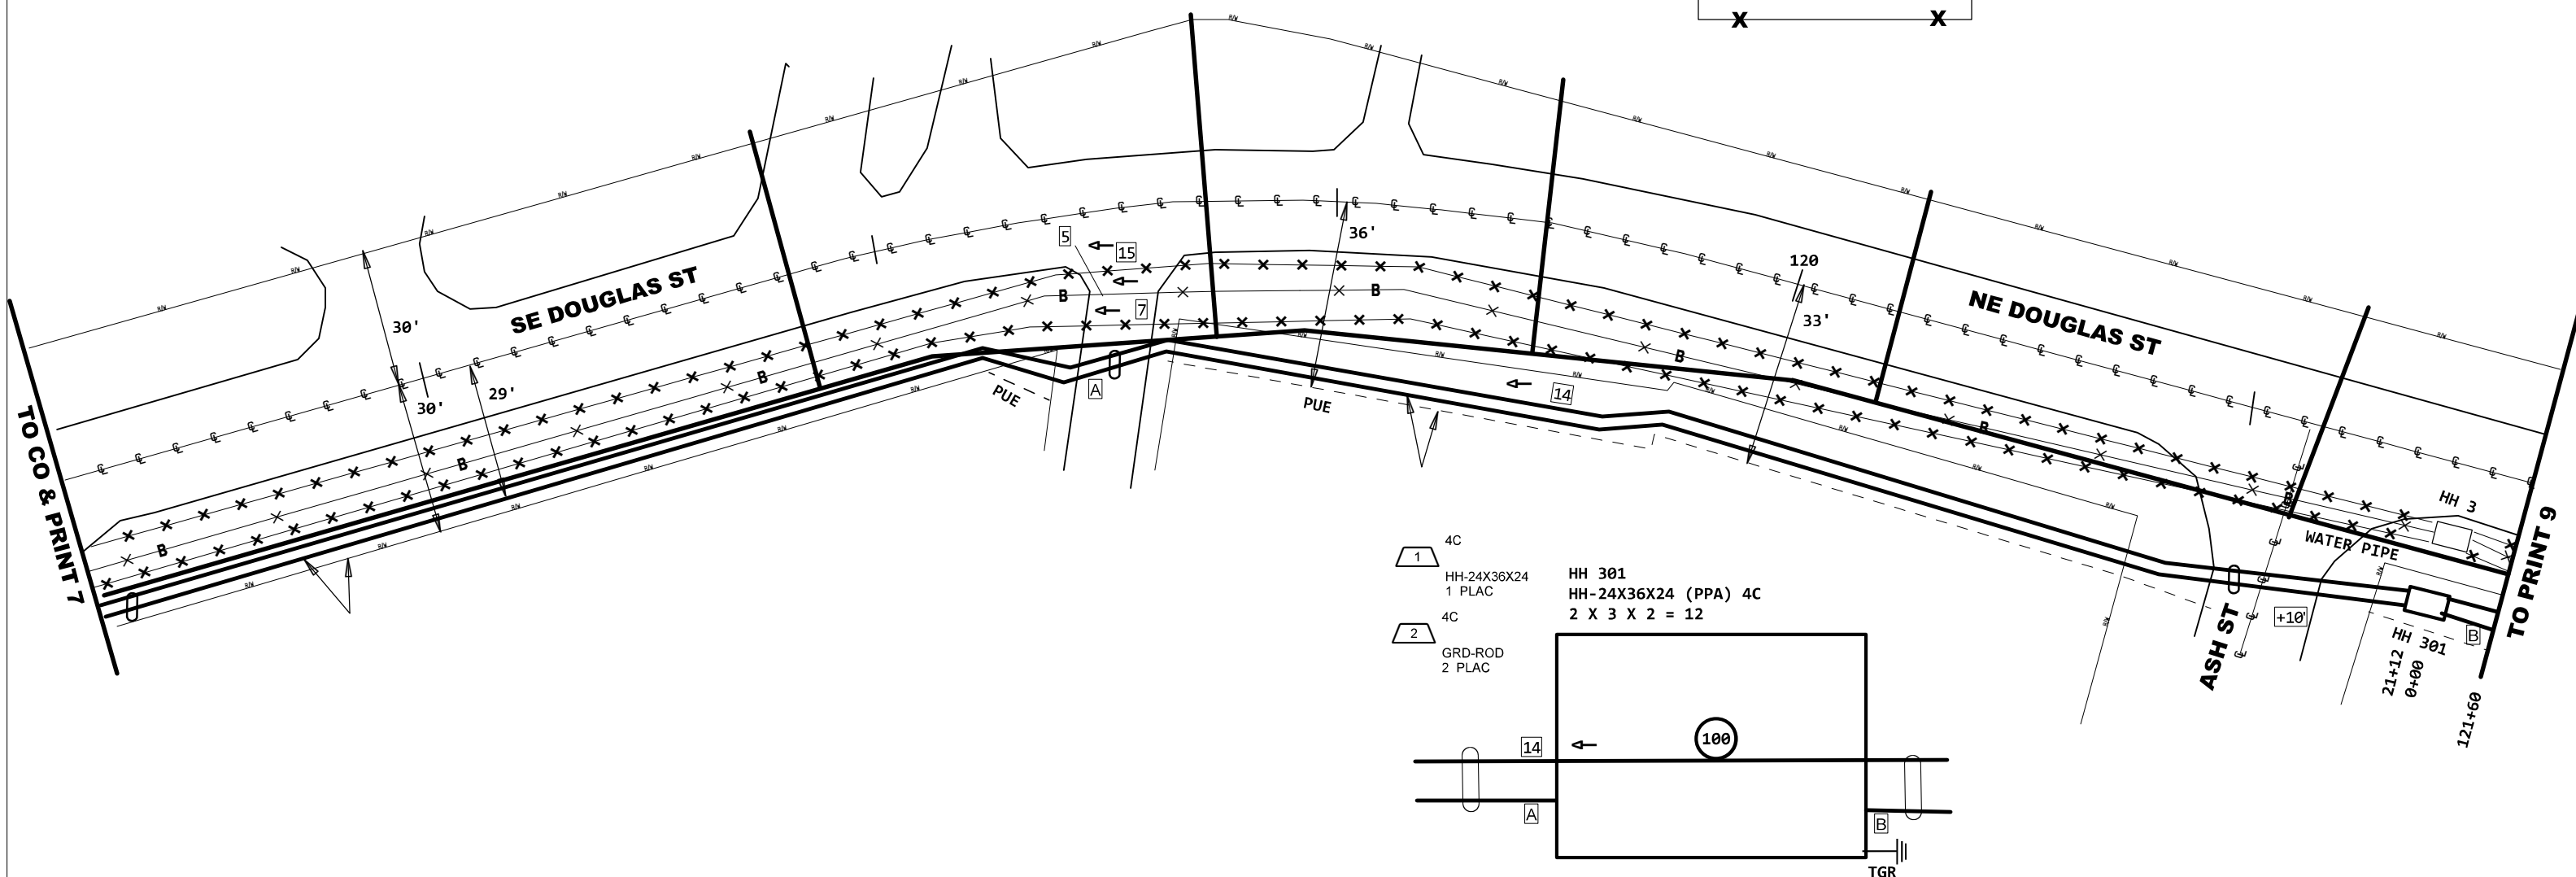 X X
SE DOUGLAS ST
NE DOUGLAS ST
TO CO & PRINT 7
TO PRINT 9
ASH ST
30'
30'
29'
36'
33'
120
5
15
7
14
A
B
B
B
B
B
B
B
B
PUE
PUE
WATER PIPE
HH 3
+10'
HH 301
21+12
0+00
B
121+60
1
4C
HH-24X36X24
1 PLAC
2
4C
GRD-ROD
2 PLAC
HH 301
HH-24X36X24 (PPA) 4C
2 X 3 X 2 = 12
14
100
A
B
TGR
R/W